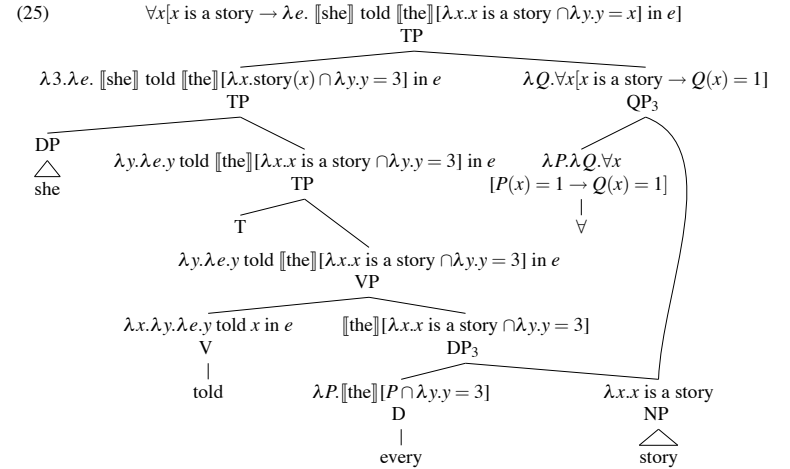 (25) ∀x[x is a story → λe. ⟦she⟧ told ⟦the⟧[λx.x is a story ∩λy.y = x] in e]
TP
λ3.λe. ⟦she⟧ told ⟦the⟧[λx.story(x)∩λy.y = 3] in e λQ.∀x[x is a story → Q(x) = 1]
TP QP₃
DP
λy.λe.y told ⟦the⟧[λx.x is a story ∩λy.y = 3] in e λP.λQ.∀x
she TP [P(x) = 1 → Q(x) = 1]
T ∀
λy.λe.y told ⟦the⟧[λx.x is a story ∩λy.y = 3] in e
VP
λx.λy.λe.y told x in e ⟦the⟧[λx.x is a story ∩λy.y = 3]
V DP₃
told λP.⟦the⟧[P∩λy.y = 3] λx.x is a story
D NP
every story